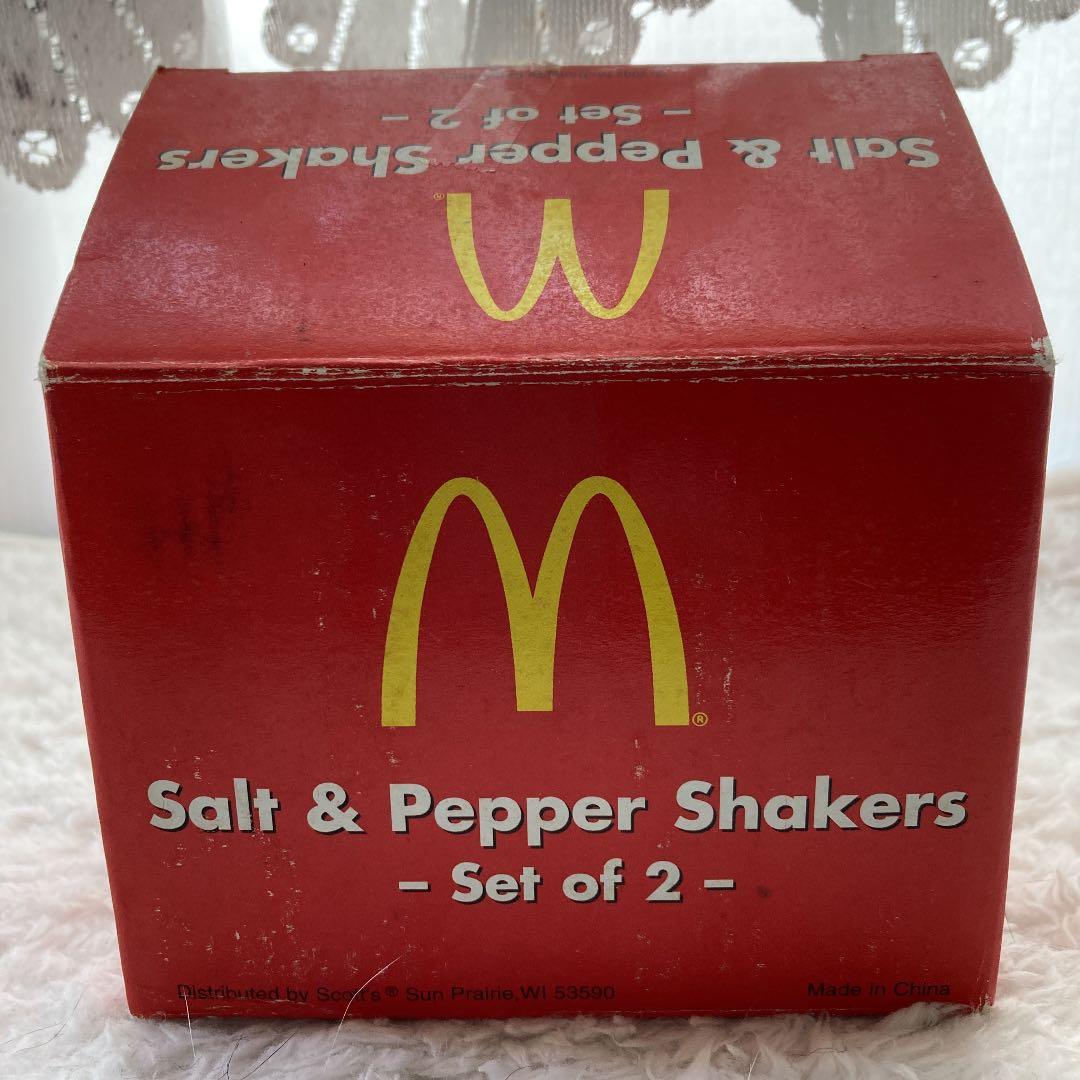 Salt & Pepper Shakers
– Set of 2 –
®
®
Salt & Pepper Shakers
– Set of 2 –
Distributed by Scott's ® Sun Prairie, WI 53590
Made in China